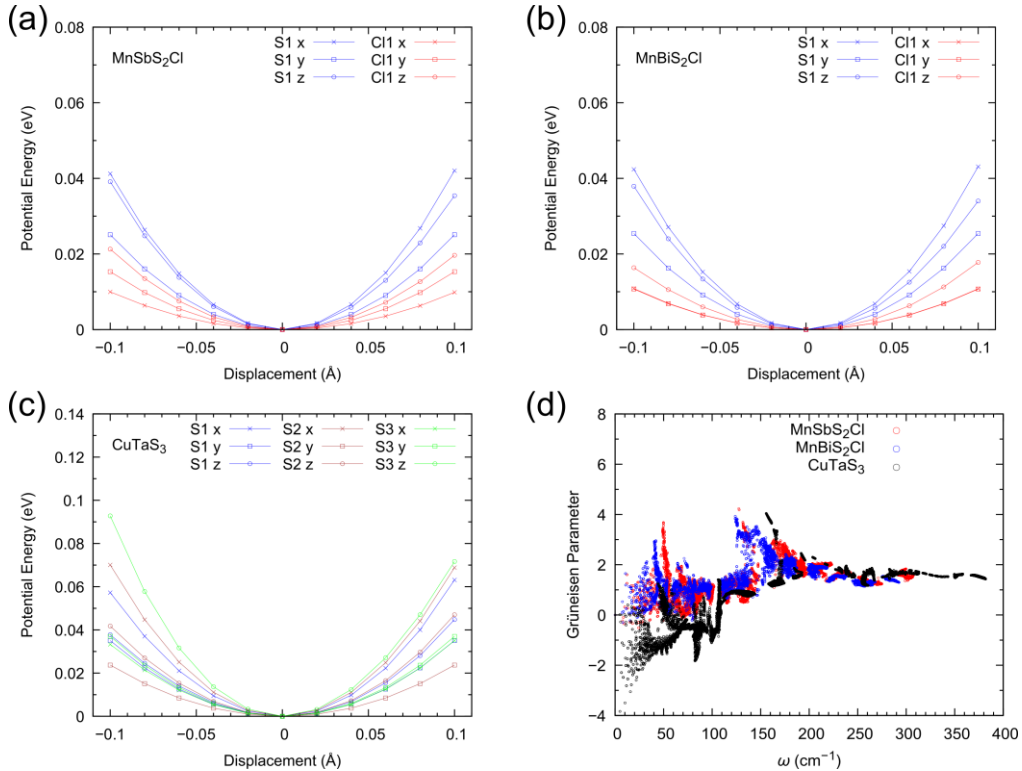 (a)
MnSbS₂Cl
S1 x Cl1 x
S1 y Cl1 y
S1 z Cl1 z
Potential Energy (eV)
0.08
0.06
0.04
0.02
0
−0.1 −0.05 0 0.05 0.1
Displacement (Å)
(b)
MnBiS₂Cl
S1 x Cl1 x
S1 y Cl1 y
S1 z Cl1 z
Potential Energy (eV)
0.08
0.06
0.04
0.02
0
−0.1 −0.05 0 0.05 0.1
Displacement (Å)
(c)
CuTaS₃
S1 x S2 x S3 x
S1 y S2 y S3 y
S1 z S2 z S3 z
Potential Energy (eV)
0.14
0.12
0.1
0.08
0.06
0.04
0.02
0
−0.1 −0.05 0 0.05 0.1
Displacement (Å)
(d)
MnSbS₂Cl
MnBiS₂Cl
CuTaS₃
Grüneisen Parameter
8
6
4
2
0
−2
−4
0 50 100 150 200 250 300 350 400
ω (cm⁻¹)